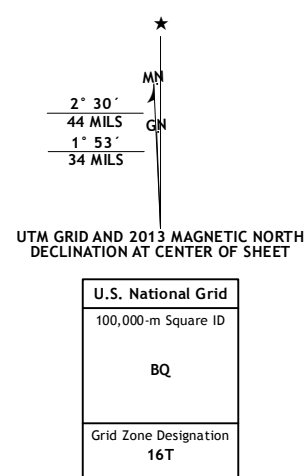 ★
MN
GN
2° 30´
44 MILS
1° 53´
34 MILS
UTM GRID AND 2013 MAGNETIC NORTH
DECLINATION AT CENTER OF SHEET
U.S. National Grid
100,000-m Square ID
BQ
Grid Zone Designation
16T